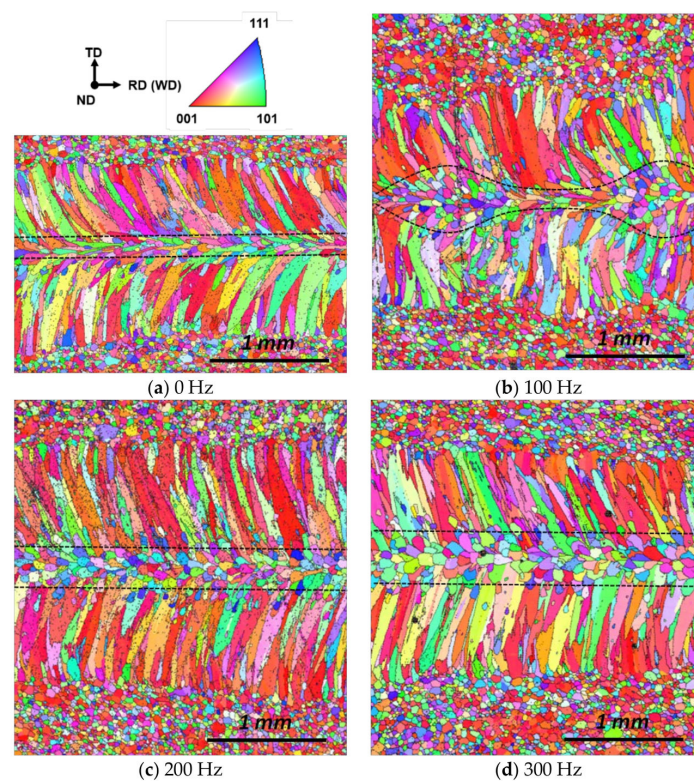 111
TD
RD (WD)
ND
001
101
1 mm
1 mm
(a) 0 Hz
(b) 100 Hz
1 mm
1 mm
(c) 200 Hz
(d) 300 Hz